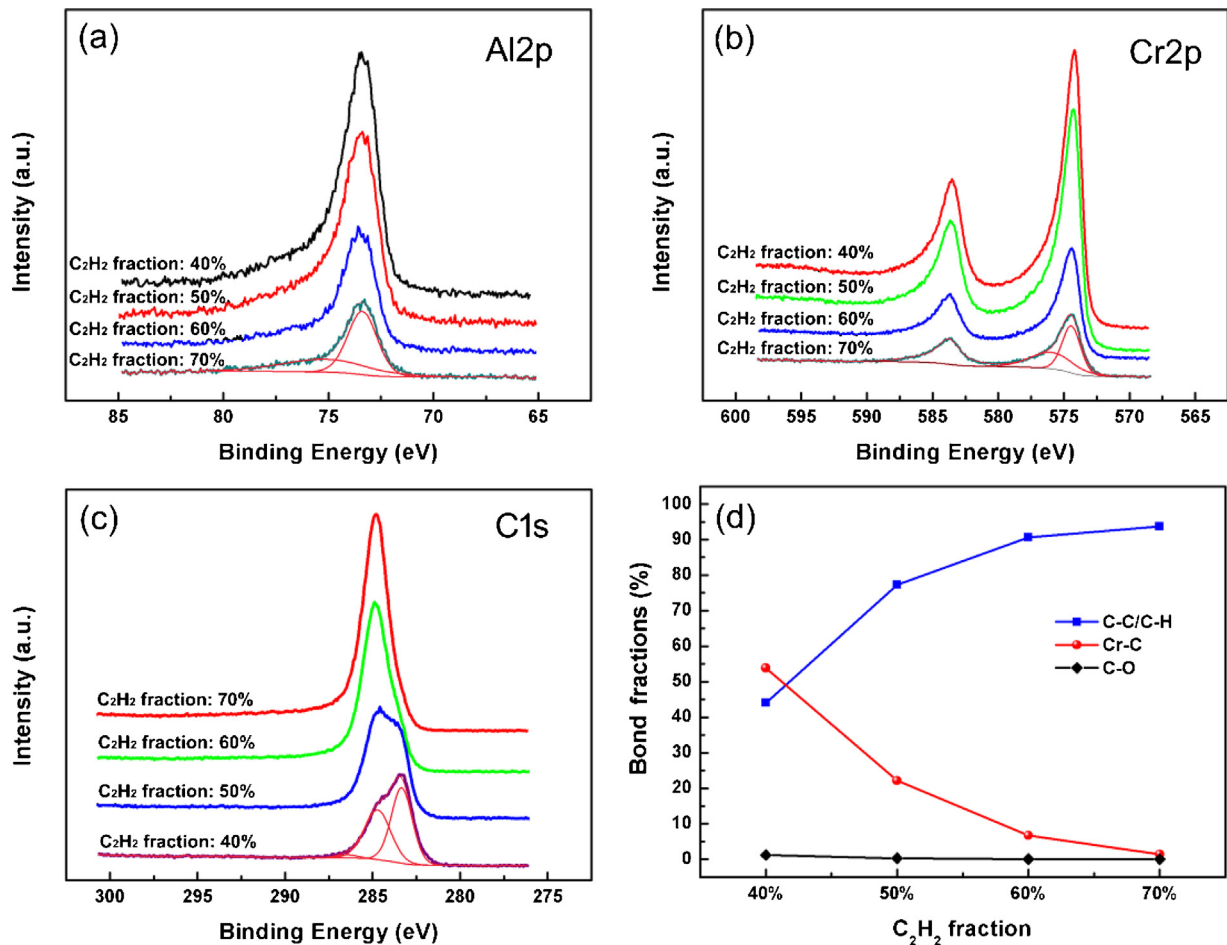 (a)
Al2p
Intensity (a.u.)
C₂H₂ fraction: 40%
C₂H₂ fraction: 50%
C₂H₂ fraction: 60%
C₂H₂ fraction: 70%
85 80 75 70 65
Binding Energy (eV)
(b)
Cr2p
Intensity (a.u.)
C₂H₂ fraction: 40%
C₂H₂ fraction: 50%
C₂H₂ fraction: 60%
C₂H₂ fraction: 70%
600 595 590 585 580 575 570 565
Binding Energy (eV)
(c)
C1s
Intensity (a.u.)
C₂H₂ fraction: 70%
C₂H₂ fraction: 60%
C₂H₂ fraction: 50%
C₂H₂ fraction: 40%
300 295 290 285 280 275
Binding Energy (eV)
(d)
Bond fractions (%)
100
90
80
70
60
50
40
30
20
10
0
C-C/C-H
Cr-C
C-O
40% 50% 60% 70%
C₂H₂ fraction